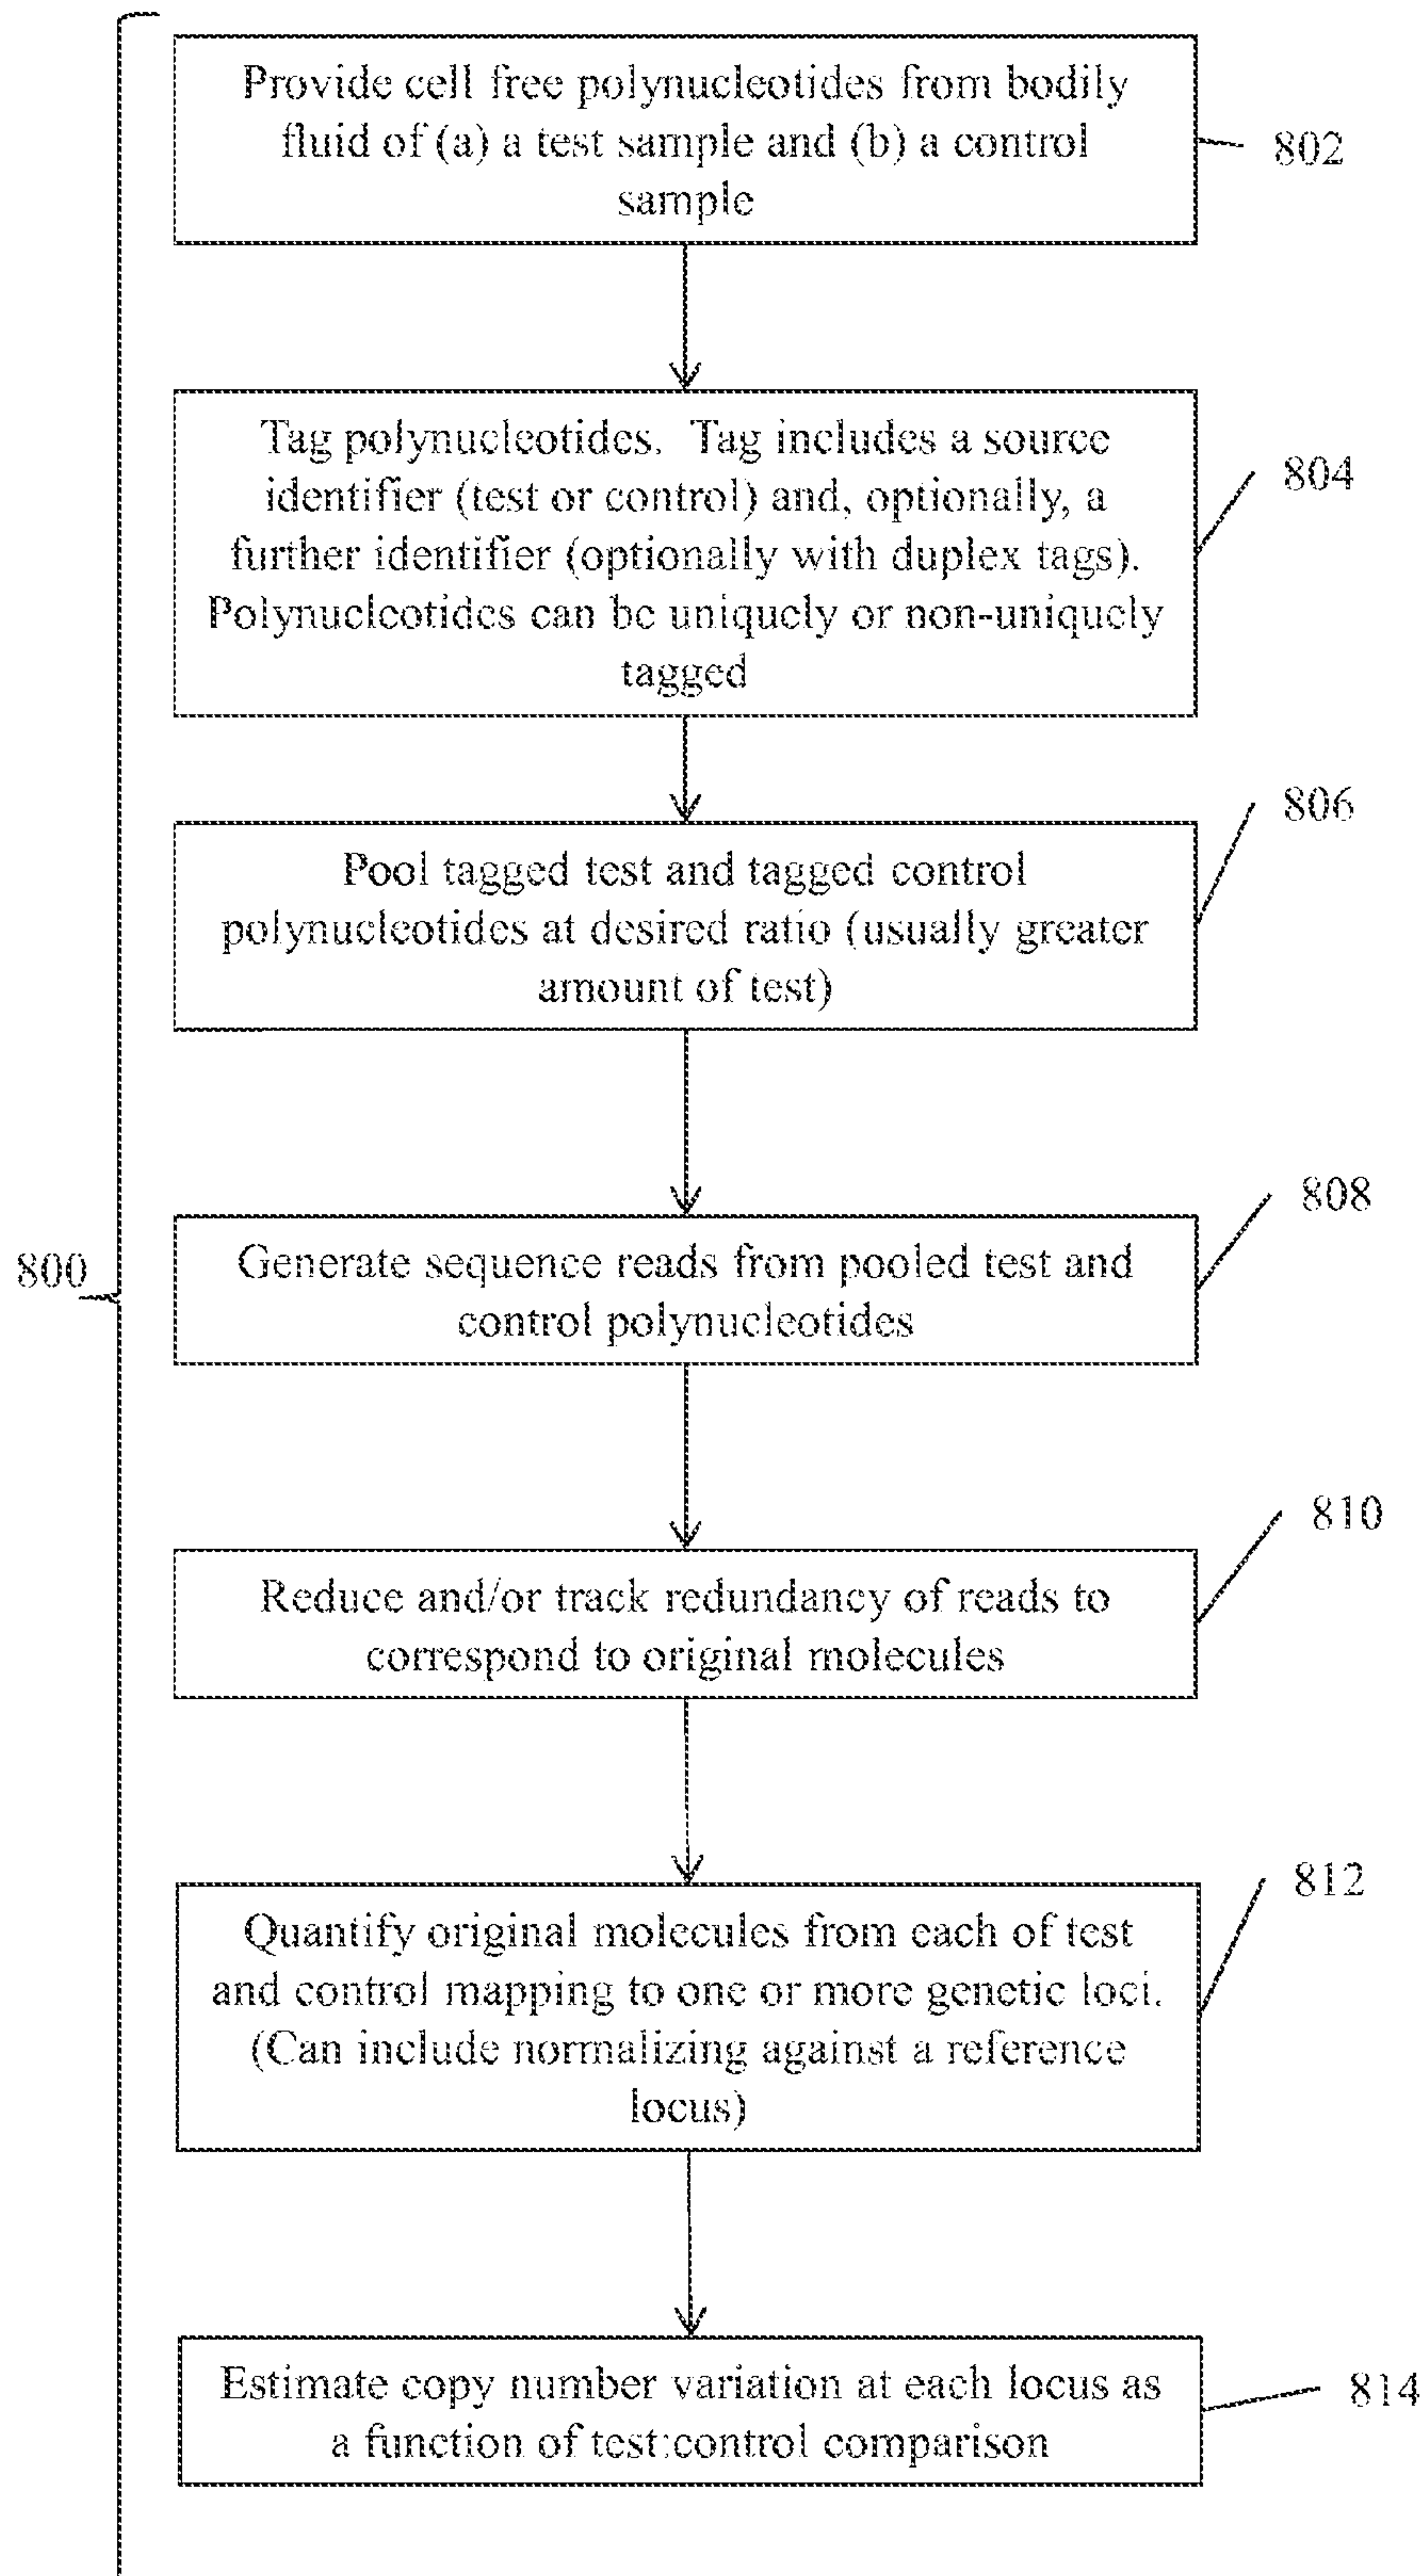 Provide cell free polynucleotides from bodily
fluid of (a) a test sample and (b) a control
sample
802
Tag polynucleotides. Tag includes a source
identifier (test or control) and, optionally, a
further identifier (optionally with duplex tags).
Polynucleotides can be uniquely or non-uniquely
tagged
804
Pool tagged test and tagged control
polynucleotides at desired ratio (usually greater
amount of test)
806
Generate sequence reads from pooled test and
control polynucleotides
808
800
Reduce and/or track redundancy of reads to
correspond to original molecules
810
Quantify original molecules from each of test
and control mapping to one or more genetic loci.
(Can include normalizing against a reference
locus)
812
Estimate copy number variation at each locus as
a function of test:control comparison
814